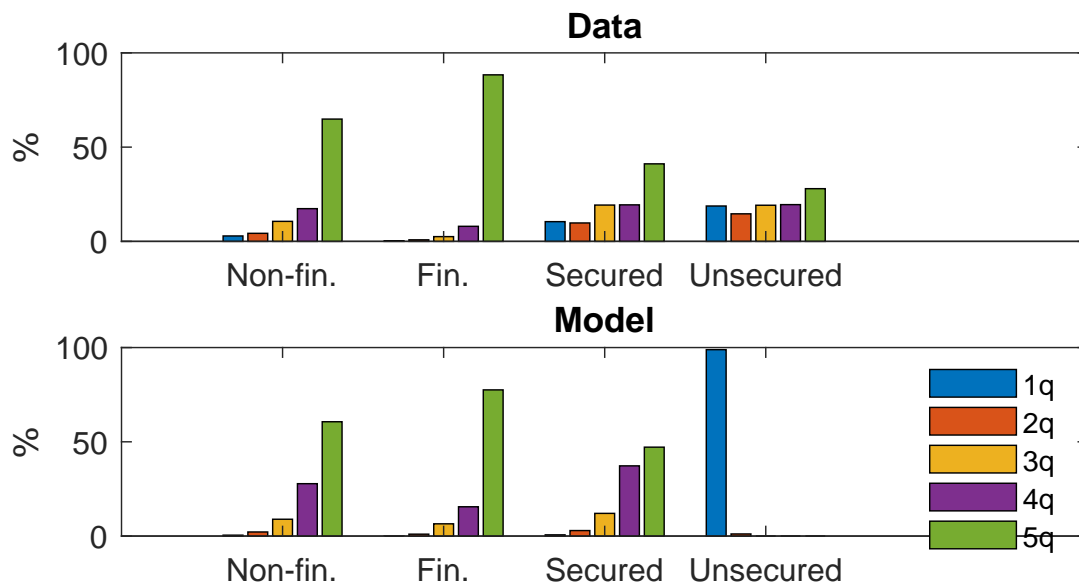 Data
100
50
0
%
Non-fin. Fin. Secured Unsecured
Model
100
50
0
%
Non-fin. Fin. Secured Unsecured
1q
2q
3q
4q
5q